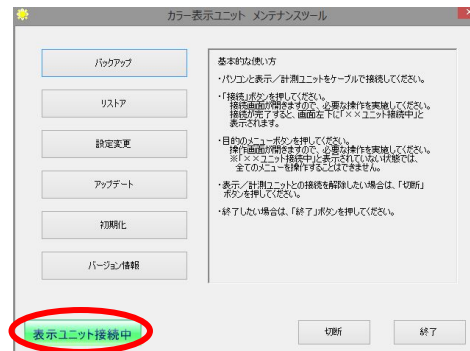 カラー表示ユニット メンテナンスツール
バックアップ
リストア
設定変更
アップデート
初期化
バージョン情報
基本的な使い方
・パソコンと表示/計測ユニットをケーブルで接続してください。
・「接続」ボタンを押してください。
接続画面が開きますので、必要な操作を実施してください。
接続が完了すると、画面左下に「××ユニット接続中」と
表示されます。
・目的のメニューボタンを押してください。
操作画面が開きますので、必要な操作を実施してください。
※「××ユニット接続中」と表示されていない状態では、
全てのメニューを操作することはできません。
・表示/計測ユニットとの接続を解除したい場合は、「切断」
ボタンを押してください。
・終了したい場合は、「終了」ボタンを押してください。
表示ユニット接続中
切断
終了